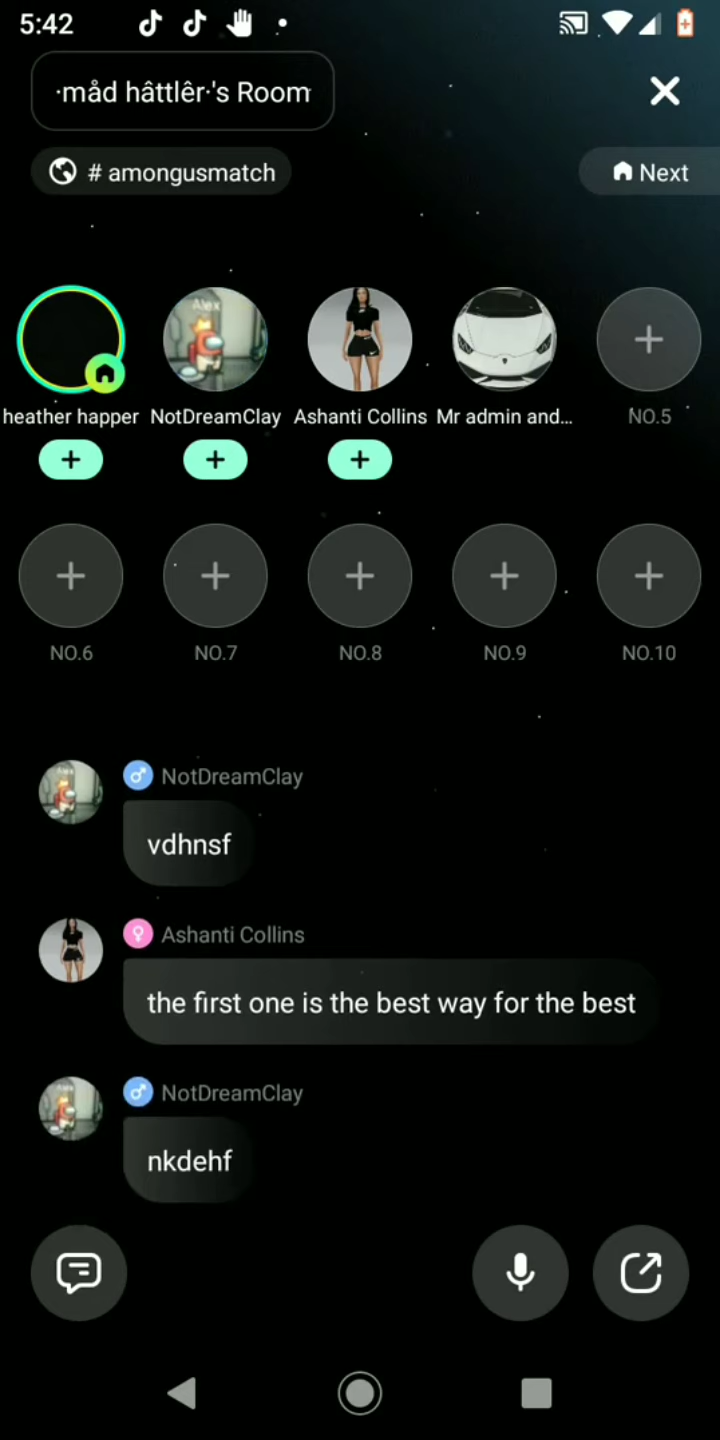 5:42
·måd hâttlêr·'s Room
# amongusmatch
Next
heather happer
NotDreamClay
Ashanti Collins
Mr admin and...
NO.5
NO.6
NO.7
NO.8
NO.9
NO.10
NotDreamClay
vdhnsf
Ashanti Collins
the first one is the best way for the best
NotDreamClay
nkdehf